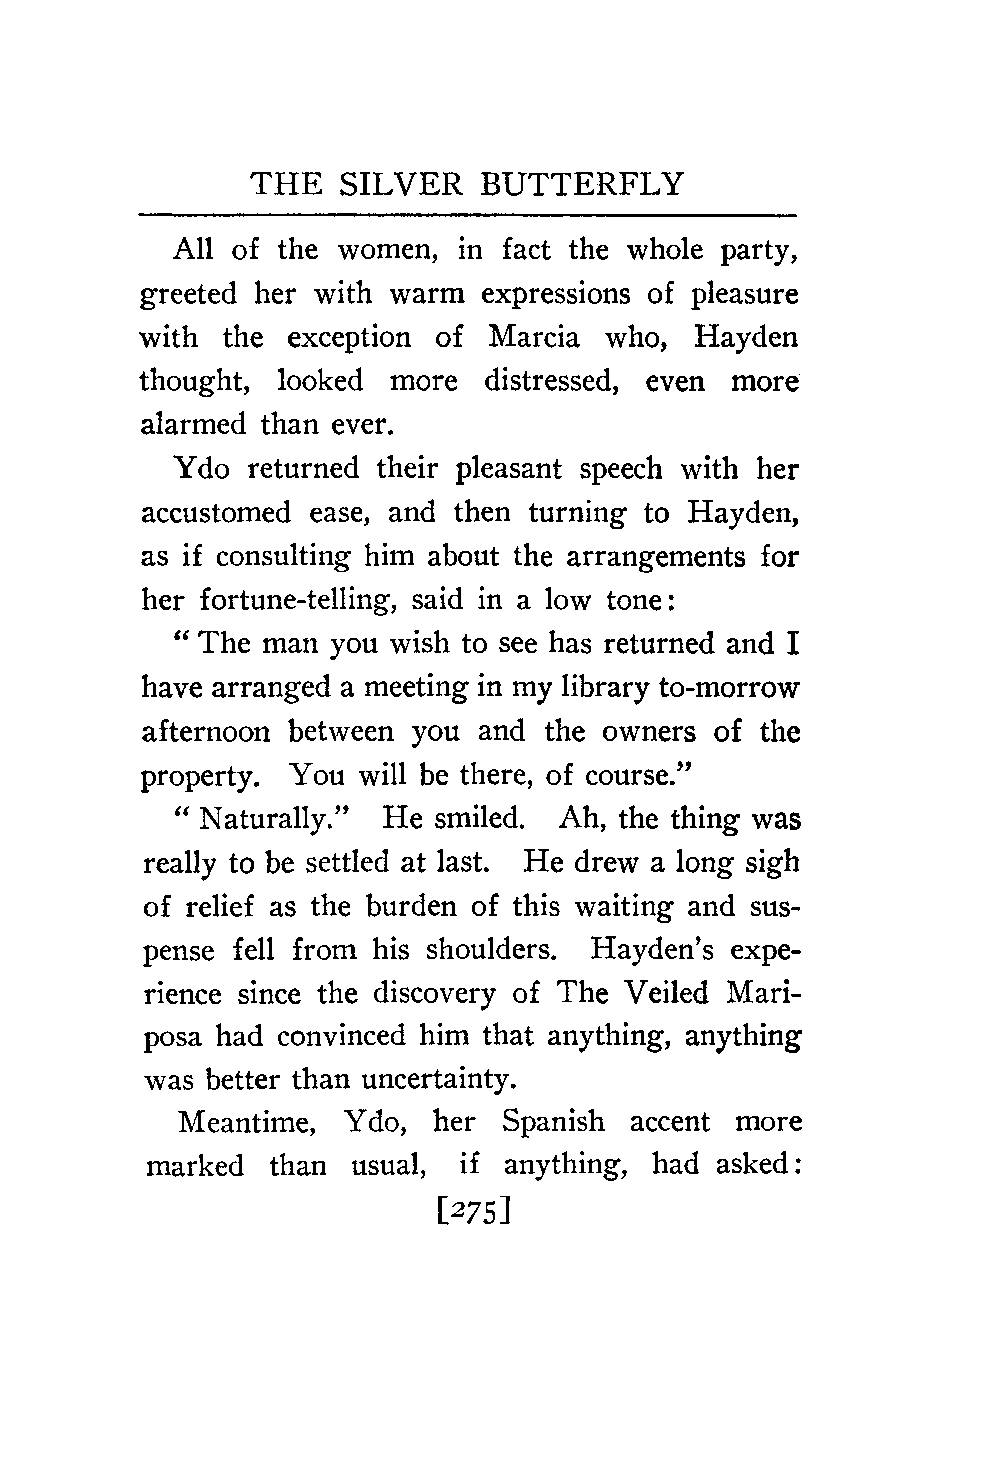 THE SILVER BUTTERFLY
All of the women, in fact the whole party,
greeted her with warm expressions of pleasure
with the exception of Marcia who, Hayden
thought, looked more distressed, even more
alarmed than ever.
Ydo returned their pleasant speech with her
accustomed ease, and then turning to Hayden,
as if consulting him about the arrangements for
her fortune-telling, said in a low tone:
“ The man you wish to see has returned and I
have arranged a meeting in my library to-morrow
afternoon between you and the owners of the
property. You will be there, of course.”
“ Naturally.” He smiled. Ah, the thing was
really to be settled at last. He drew a long sigh
of relief as the burden of this waiting and sus-
pense fell from his shoulders. Hayden’s expe-
rience since the discovery of The Veiled Mari-
posa had convinced him that anything, anything
was better than uncertainty.
Meantime, Ydo, her Spanish accent more
marked than usual, if anything, had asked:
[275]